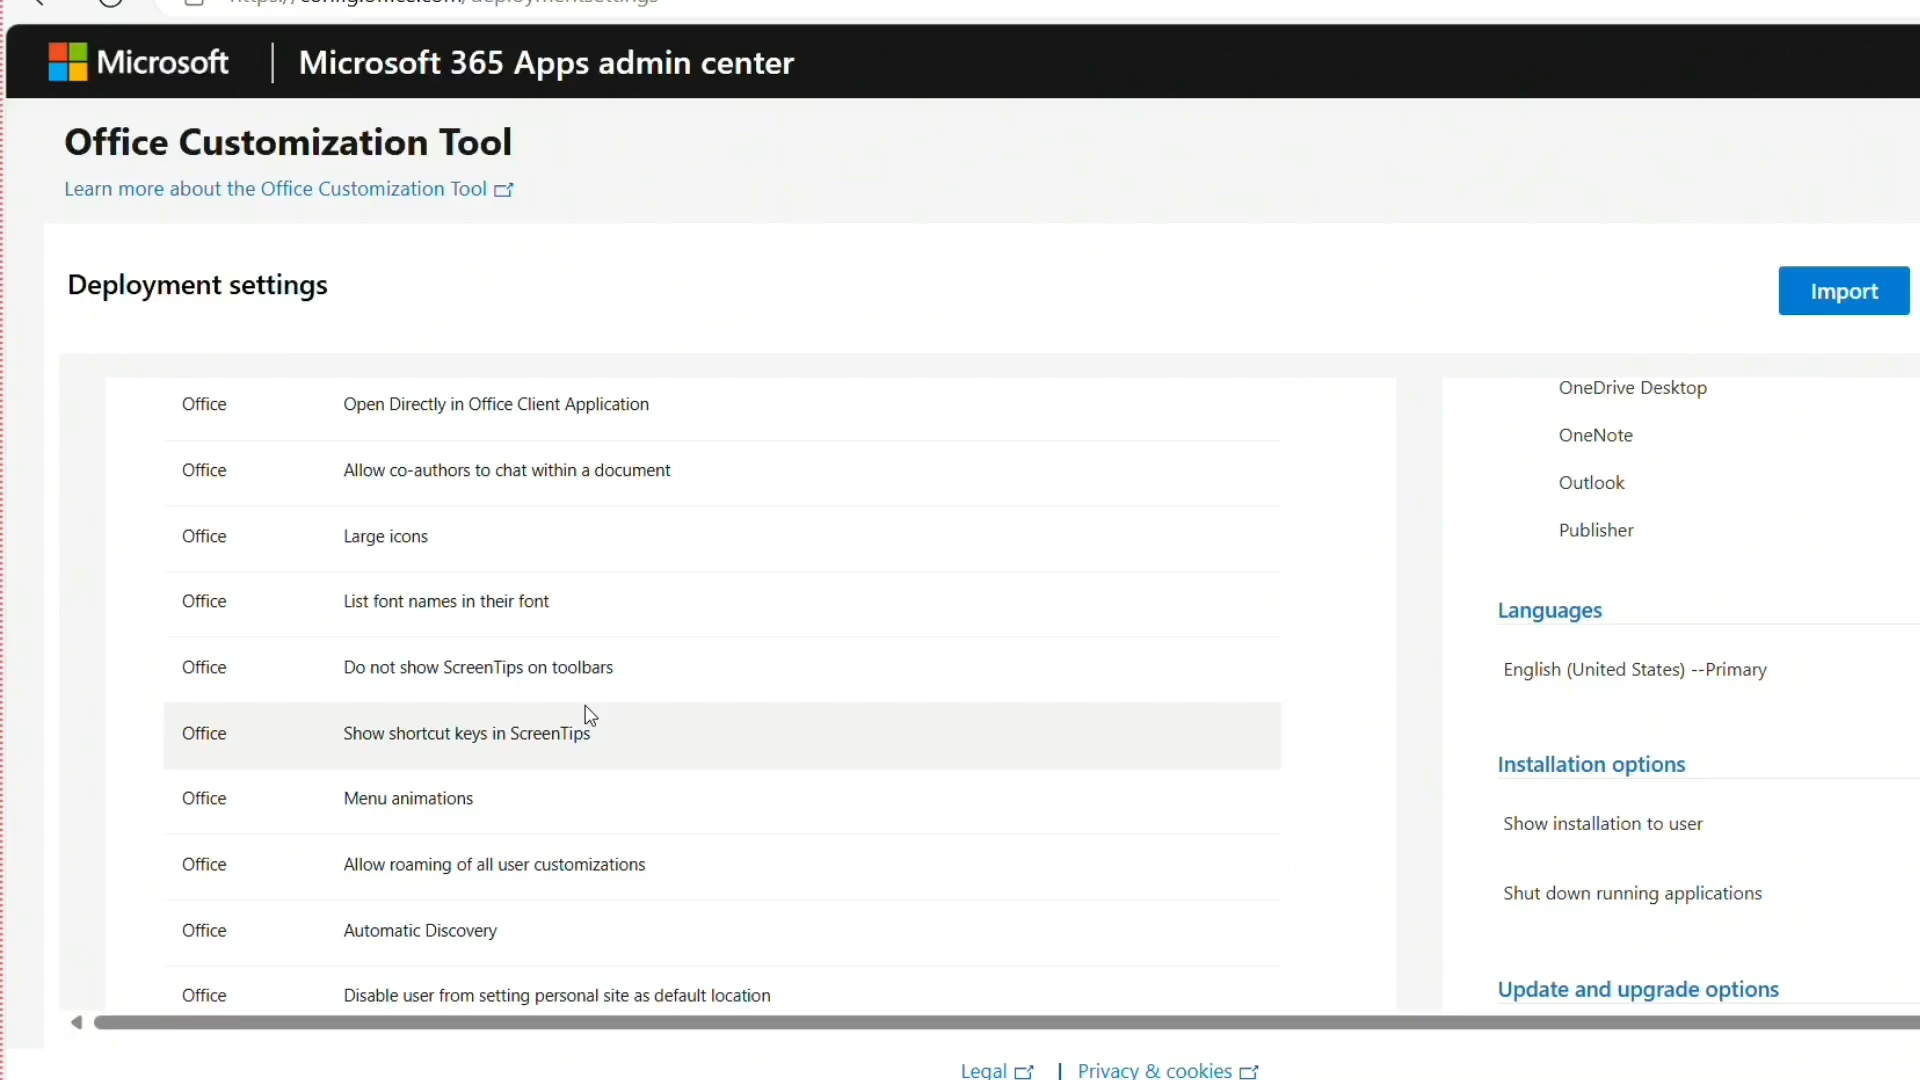 Microsoft | Microsoft 365 Apps admin center
Office Customization Tool
Learn more about the Office Customization Tool
Deployment settings
Import
Office Open Directly in Office Client Application
Office Allow co-authors to chat within a document
Office Large icons
Office List font names in their font
Office Do not show ScreenTips on toolbars
Office Show shortcut keys in ScreenTips
Office Menu animations
Office Allow roaming of all user customizations
Office Automatic Discovery
Office Disable user from setting personal site as default location
OneDrive Desktop
OneNote
Outlook
Publisher
Languages
English (United States) --Primary
Installation options
Show installation to user
Shut down running applications
Update and upgrade options
Legal | Privacy & cookies